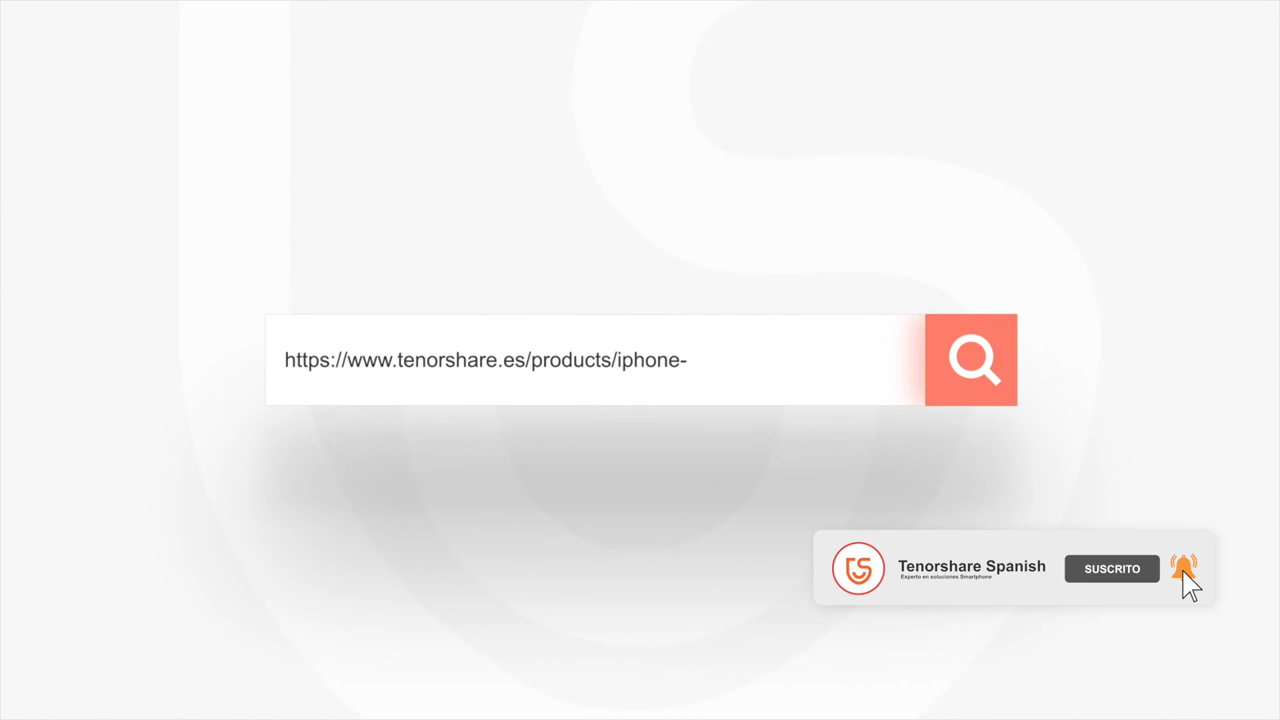 https://www.tenorshare.es/products/iphone-
Tenorshare Spanish
Experto en soluciones Smartphone
SUSCRITO